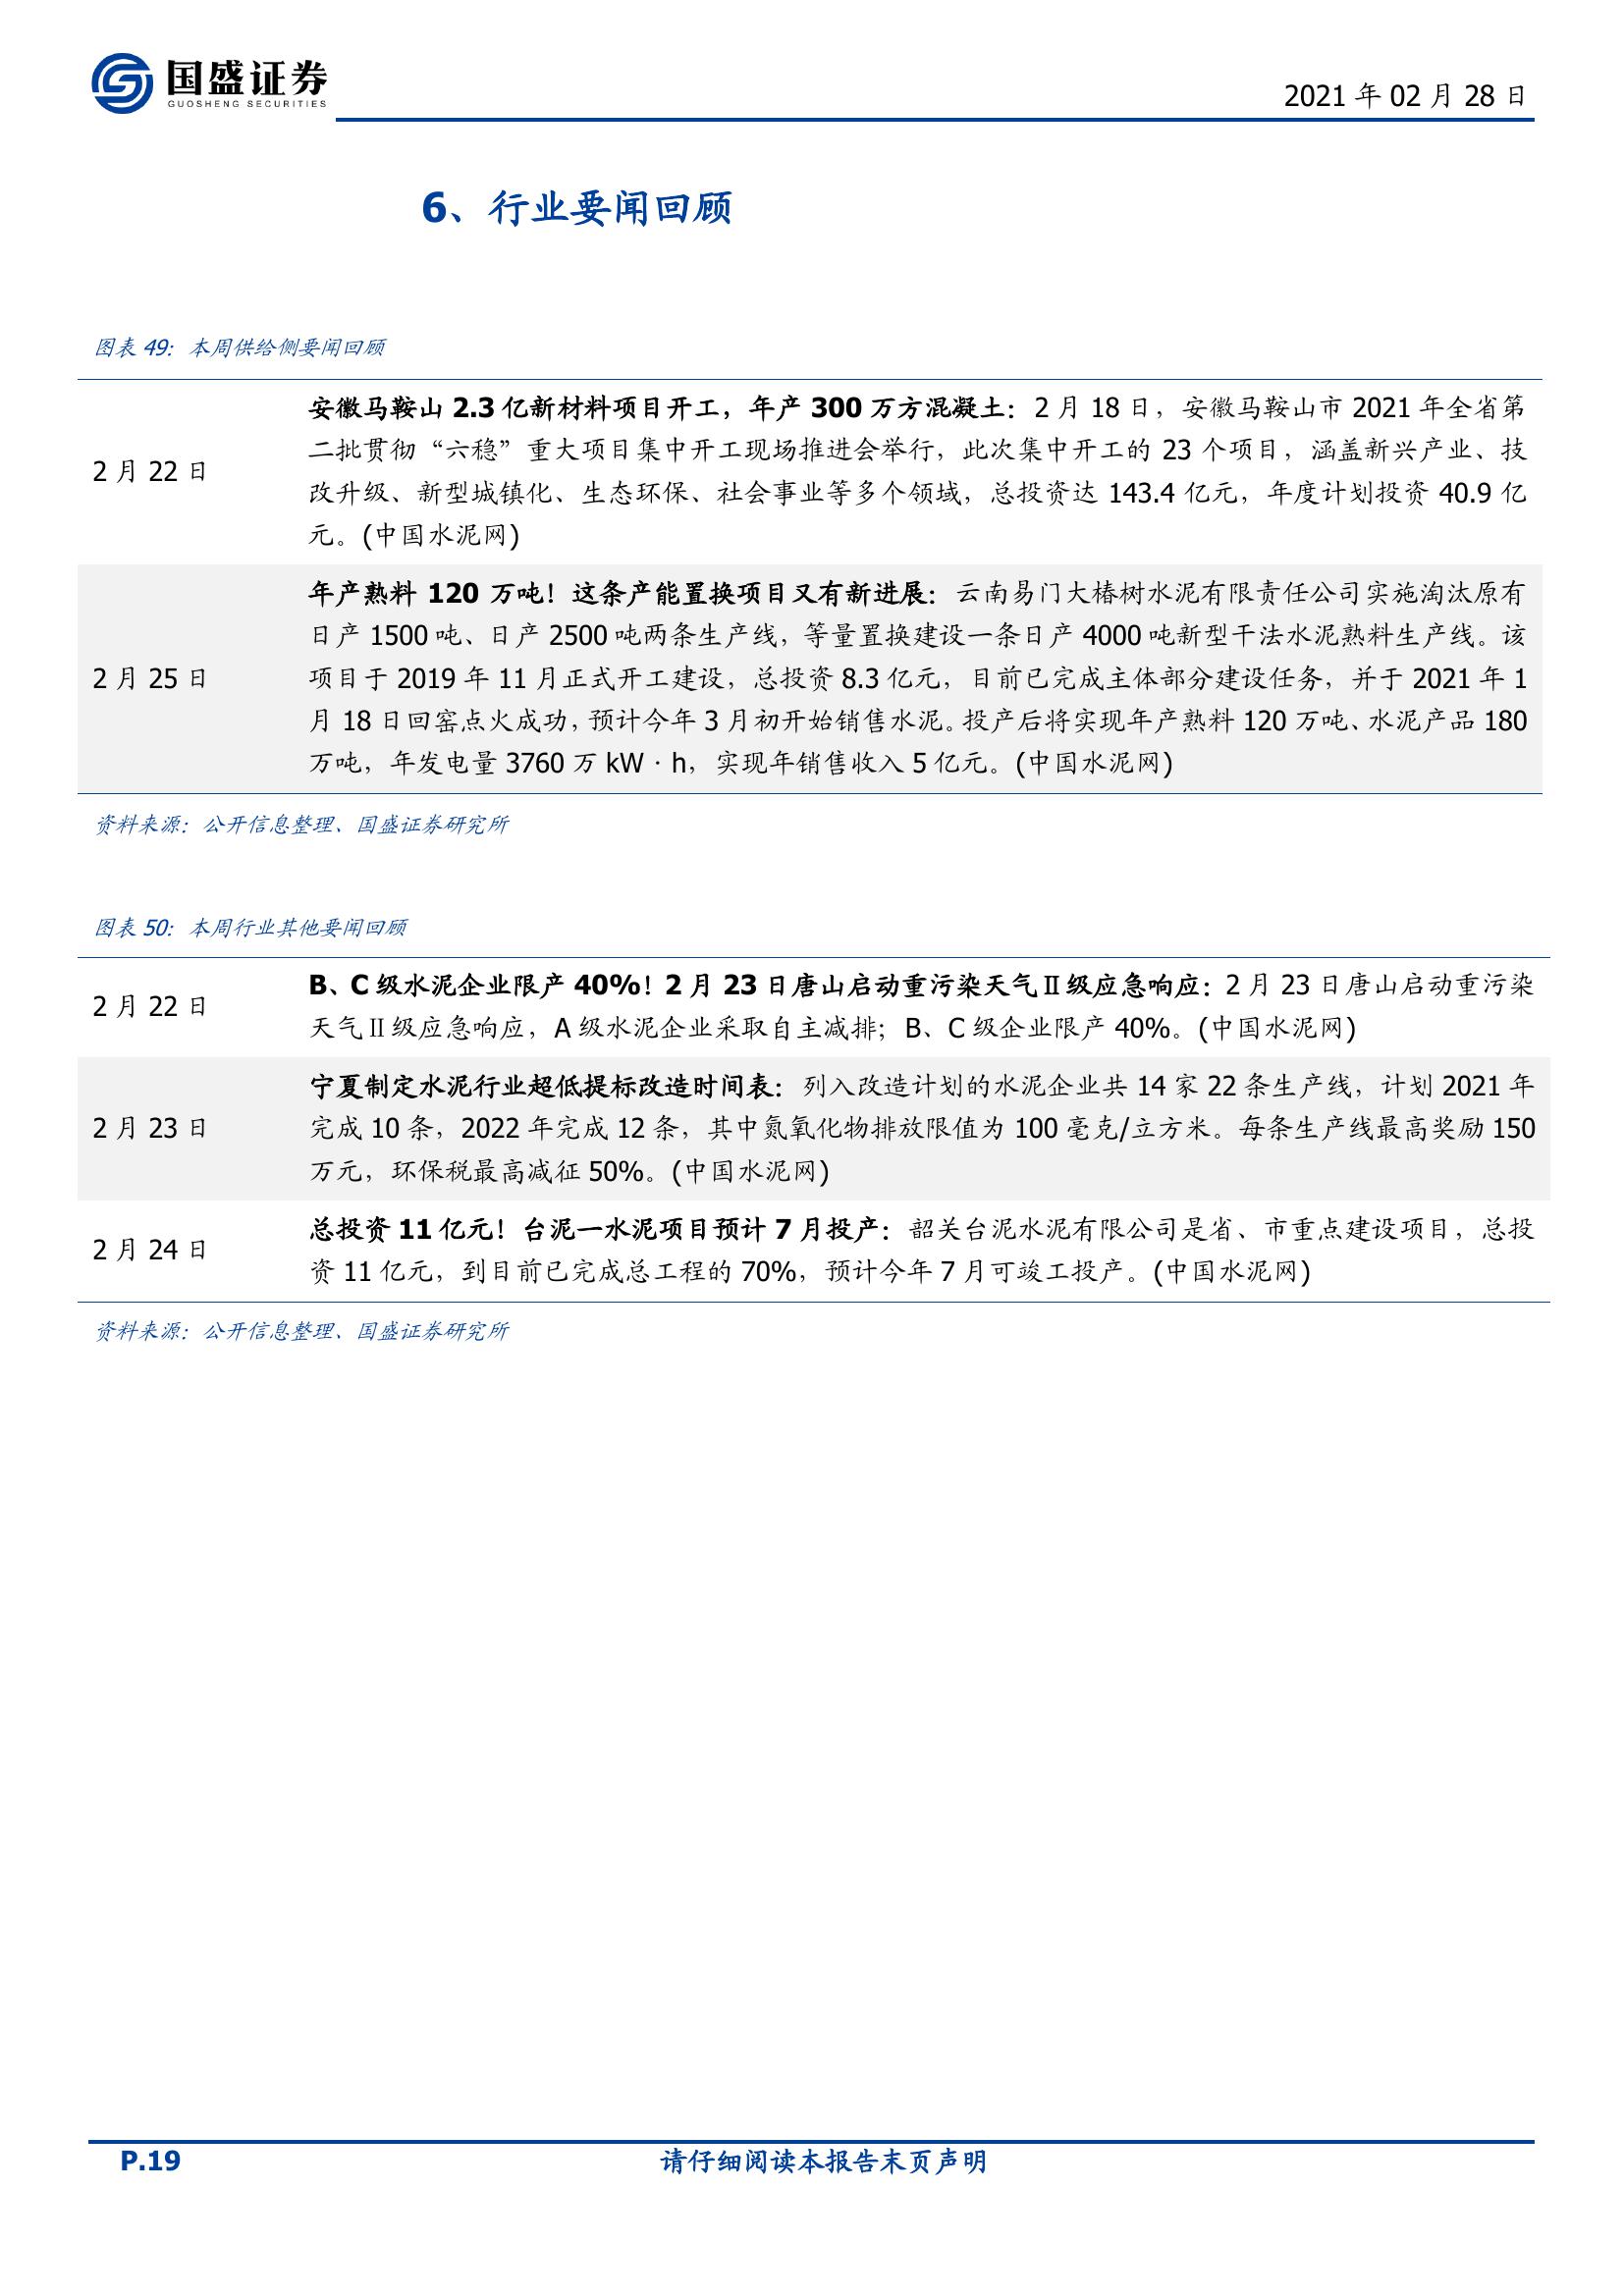 国盛证券
GUOSHENG SECURITIES
2021 年 02 月 28 日
6、行业要闻回顾
图表 49：本周供给侧要闻回顾
2 月 22 日
安徽马鞍山 2.3 亿新材料项目开工，年产 300 万方混凝土：2 月 18 日，安徽马鞍山市 2021 年全省第
二批贯彻“六稳”重大项目集中开工现场推进会举行，此次集中开工的 23 个项目，涵盖新兴产业、技
改升级、新型城镇化、生态环保、社会事业等多个领域，总投资达 143.4 亿元，年度计划投资 40.9 亿
元。(中国水泥网)
2 月 25 日
年产熟料 120 万吨！这条产能置换项目又有新进展：云南易门大椿树水泥有限责任公司实施淘汰原有
日产 1500 吨、日产 2500 吨两条生产线，等量置换建设一条日产 4000 吨新型干法水泥熟料生产线。该
项目于 2019 年 11 月正式开工建设，总投资 8.3 亿元，目前已完成主体部分建设任务，并于 2021 年 1
月 18 日回窑点火成功，预计今年 3 月初开始销售水泥。投产后将实现年产熟料 120 万吨、水泥产品 180
万吨，年发电量 3760 万 kW·h，实现年销售收入 5 亿元。(中国水泥网)
资料来源：公开信息整理、国盛证券研究所
图表 50：本周行业其他要闻回顾
2 月 22 日
B、C 级水泥企业限产 40%！2 月 23 日唐山启动重污染天气Ⅱ级应急响应：2 月 23 日唐山启动重污染
天气Ⅱ级应急响应，A 级水泥企业采取自主减排；B、C 级企业限产 40%。(中国水泥网)
2 月 23 日
宁夏制定水泥行业超低提标改造时间表：列入改造计划的水泥企业共 14 家 22 条生产线，计划 2021 年
完成 10 条，2022 年完成 12 条，其中氮氧化物排放限值为 100 毫克/立方米。每条生产线最高奖励 150
万元，环保税最高减征 50%。(中国水泥网)
2 月 24 日
总投资 11 亿元！台泥一水泥项目预计 7 月投产：韶关台泥水泥有限公司是省、市重点建设项目，总投
资 11 亿元，到目前已完成总工程的 70%，预计今年 7 月可竣工投产。(中国水泥网)
资料来源：公开信息整理、国盛证券研究所
P.19
请仔细阅读本报告末页声明